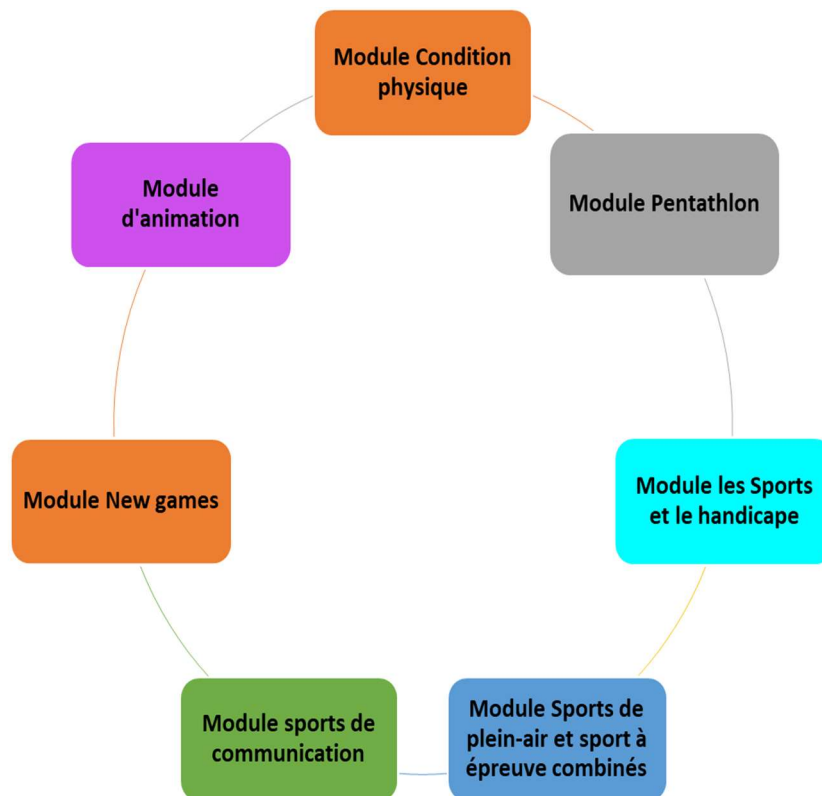 Module Condition
physique
Module Pentathlon
Module les Sports
et le handicape
Module Sports de
plein-air et sport à
épreuve combinés
Module sports de
communication
Module New games
Module
d'animation